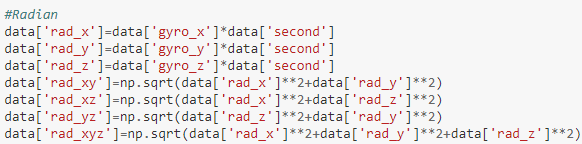 #Radian
data['rad_x']=data['gyro_x']*data['second']
data['rad_y']=data['gyro_y']*data['second']
data['rad_z']=data['gyro_z']*data['second']
data['rad_xy']=np.sqrt(data['rad_x']**2+data['rad_y']**2)
data['rad_xz']=np.sqrt(data['rad_x']**2+data['rad_z']**2)
data['rad_yz']=np.sqrt(data['rad_y']**2+data['rad_z']**2)
data['rad_xyz']=np.sqrt(data['rad_x']**2+data['rad_y']**2+data['rad_z']**2)